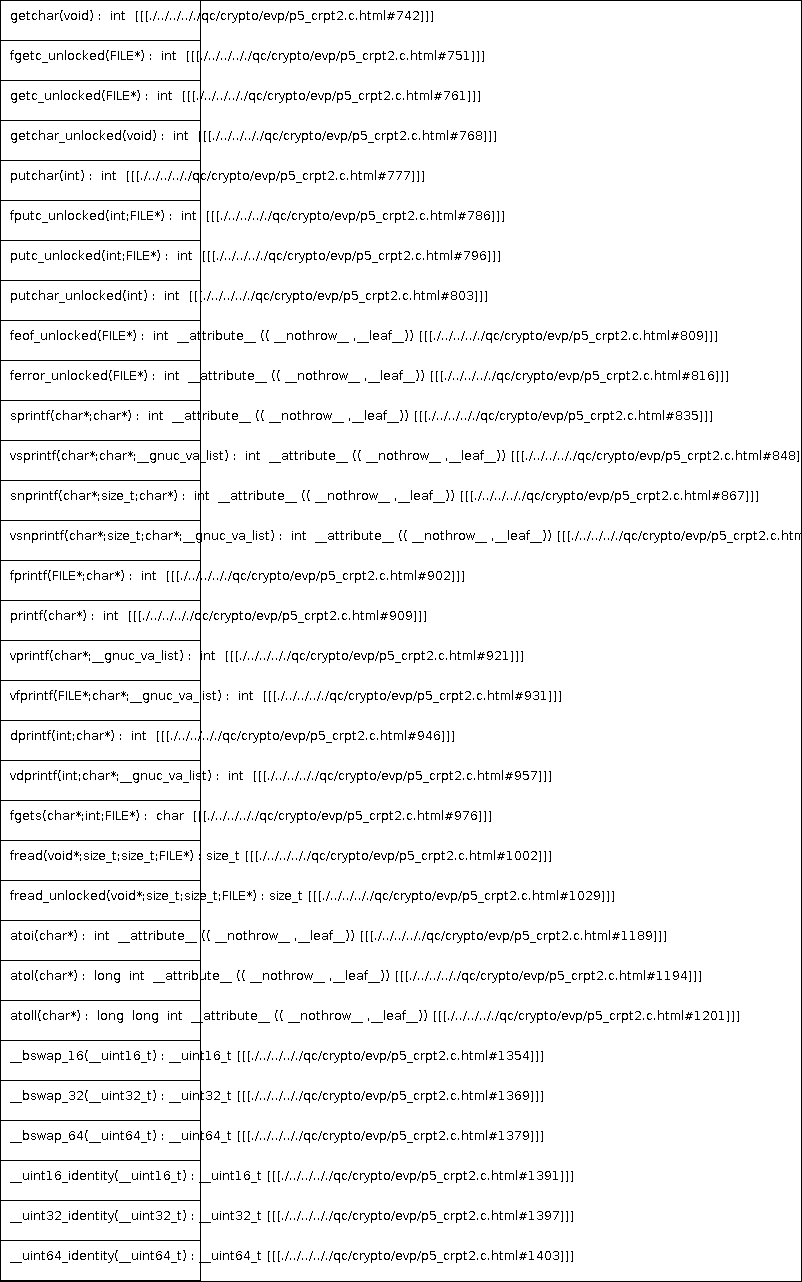 getchar(void) : int [[[./../../../qc/crypto/evp/p5_crpt2.c.html#742]]]
fgetc_unlocked(FILE*) : int [[[./../../../qc/crypto/evp/p5_crpt2.c.html#751]]]
getc_unlocked(FILE*) : int [[[./../../../qc/crypto/evp/p5_crpt2.c.html#761]]]
getchar_unlocked(void) : int [[[./../../../qc/crypto/evp/p5_crpt2.c.html#768]]]
putchar(int) : int [[[./../../../qc/crypto/evp/p5_crpt2.c.html#777]]]
fputc_unlocked(int;FILE*) : int [[[./../../../qc/crypto/evp/p5_crpt2.c.html#786]]]
putc_unlocked(int;FILE*) : int [[[./../../../qc/crypto/evp/p5_crpt2.c.html#796]]]
putchar_unlocked(int) : int [[[./../../../qc/crypto/evp/p5_crpt2.c.html#803]]]
feof_unlocked(FILE*) : int __attribute__ (( __nothrow__ ,__leaf__)) [[[./../../../qc/crypto/evp/p5_crpt2.c.html#809]]]
ferror_unlocked(FILE*) : int __attribute__ (( __nothrow__ ,__leaf__)) [[[./../../../qc/crypto/evp/p5_crpt2.c.html#816]]]
sprintf(char*;char*) : int __attribute__ (( __nothrow__ ,__leaf__)) [[[./../../../qc/crypto/evp/p5_crpt2.c.html#835]]]
vsprintf(char*;char*;__gnuc_va_list) : int __attribute__ (( __nothrow__ ,__leaf__)) [[[./../../../qc/crypto/evp/p5_crpt2.c.html#848]
snprintf(char*;size_t;char*) : int __attribute__ (( __nothrow__ ,__leaf__)) [[[./../../../qc/crypto/evp/p5_crpt2.c.html#867]]]
vsnprintf(char*;size_t;char*;__gnuc_va_list) : int __attribute__ (( __nothrow__ ,__leaf__)) [[[./../../../qc/crypto/evp/p5_crpt2.c.htm
fprintf(FILE*;char*) : int [[[./../../../qc/crypto/evp/p5_crpt2.c.html#902]]]
printf(char*) : int [[[./../../../qc/crypto/evp/p5_crpt2.c.html#909]]]
vprintf(char*;__gnuc_va_list) : int [[[./../../../qc/crypto/evp/p5_crpt2.c.html#921]]]
vfprintf(FILE*;char*;__gnuc_va_list) : int [[[./../../../qc/crypto/evp/p5_crpt2.c.html#931]]]
dprintf(int;char*) : int [[[./../../../qc/crypto/evp/p5_crpt2.c.html#946]]]
vdprintf(int;char*;__gnuc_va_list) : int [[[./../../../qc/crypto/evp/p5_crpt2.c.html#957]]]
fgets(char*;int;FILE*) : char [[[./../../../qc/crypto/evp/p5_crpt2.c.html#976]]]
fread(void*;size_t;size_t;FILE*) : size_t [[[./../../../qc/crypto/evp/p5_crpt2.c.html#1002]]]
fread_unlocked(void*;size_t;size_t;FILE*) : size_t [[[./../../../qc/crypto/evp/p5_crpt2.c.html#1029]]]
atoi(char*) : int __attribute__ (( __nothrow__ ,__leaf__)) [[[./../../../qc/crypto/evp/p5_crpt2.c.html#1189]]]
atol(char*) : long int __attribute__ (( __nothrow__ ,__leaf__)) [[[./../../../qc/crypto/evp/p5_crpt2.c.html#1194]]]
atoll(char*) : long long int __attribute__ (( __nothrow__ ,__leaf__)) [[[./../../../qc/crypto/evp/p5_crpt2.c.html#1201]]]
__bswap_16(__uint16_t) : __uint16_t [[[./../../../qc/crypto/evp/p5_crpt2.c.html#1354]]]
__bswap_32(__uint32_t) : __uint32_t [[[./../../../qc/crypto/evp/p5_crpt2.c.html#1369]]]
__bswap_64(__uint64_t) : __uint64_t [[[./../../../qc/crypto/evp/p5_crpt2.c.html#1379]]]
__uint16_identity(__uint16_t) : __uint16_t [[[./../../../qc/crypto/evp/p5_crpt2.c.html#1391]]]
__uint32_identity(__uint32_t) : __uint32_t [[[./../../../qc/crypto/evp/p5_crpt2.c.html#1397]]]
__uint64_identity(__uint64_t) : __uint64_t [[[./../../../qc/crypto/evp/p5_crpt2.c.html#1403]]]